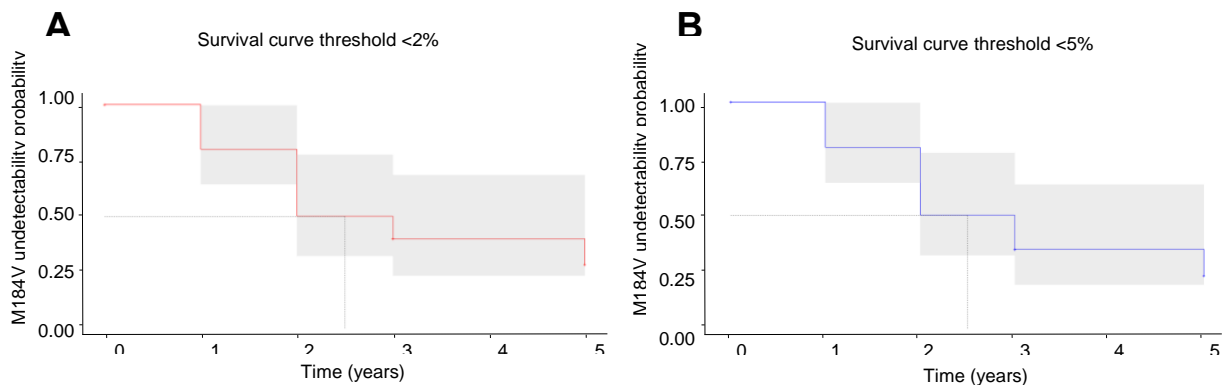 A
Survival curve threshold <2%
M184V undetectability probability
1.00
0.75
0.50
0.25
0.00
0 1 2 3 4 5
Time (years)
B
Survival curve threshold <5%
M184V undetectability probability
1.00
0.75
0.50
0.25
0.00
0 1 2 3 4 5
Time (years)